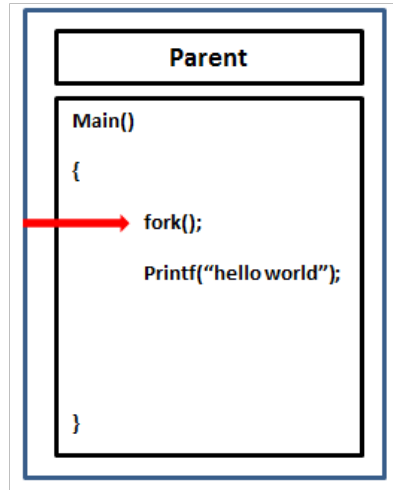 Parent
Main()
{
fork();
Printf(“hello world”);
}